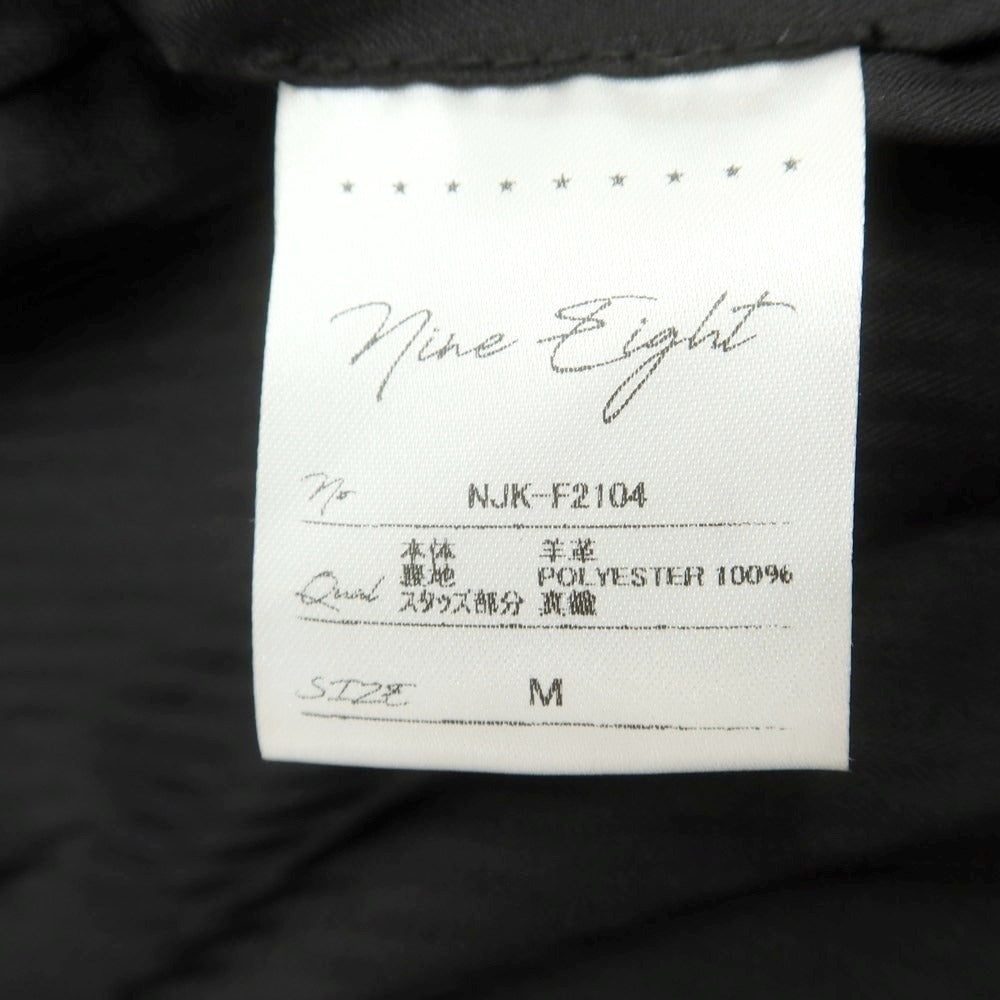 Nine Eight
No NJK-F2104
本体 羊革
Qual 裏地 POLYESTER 100%
スタッズ部分 真鍮
SIZE M